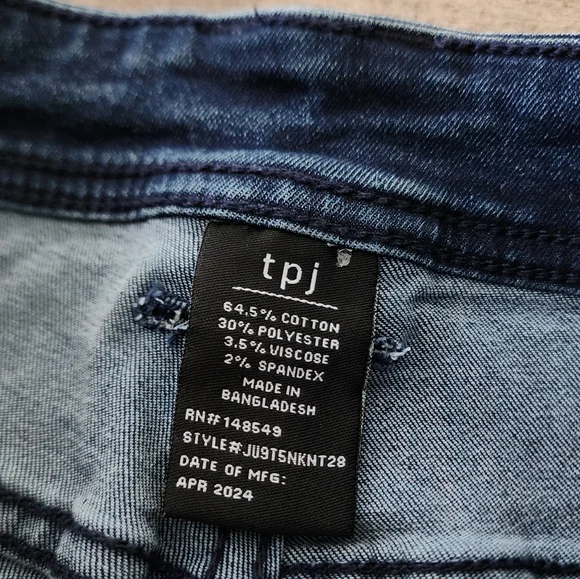 tpj
64.5% COTTON
30% POLYESTER
3.5% VISCOSE
2% SPANDEX
MADE IN
BANGLADESH
RN# 148549
STYLE#JU9T5NKNT28
DATE OF MFG:
APR 2024